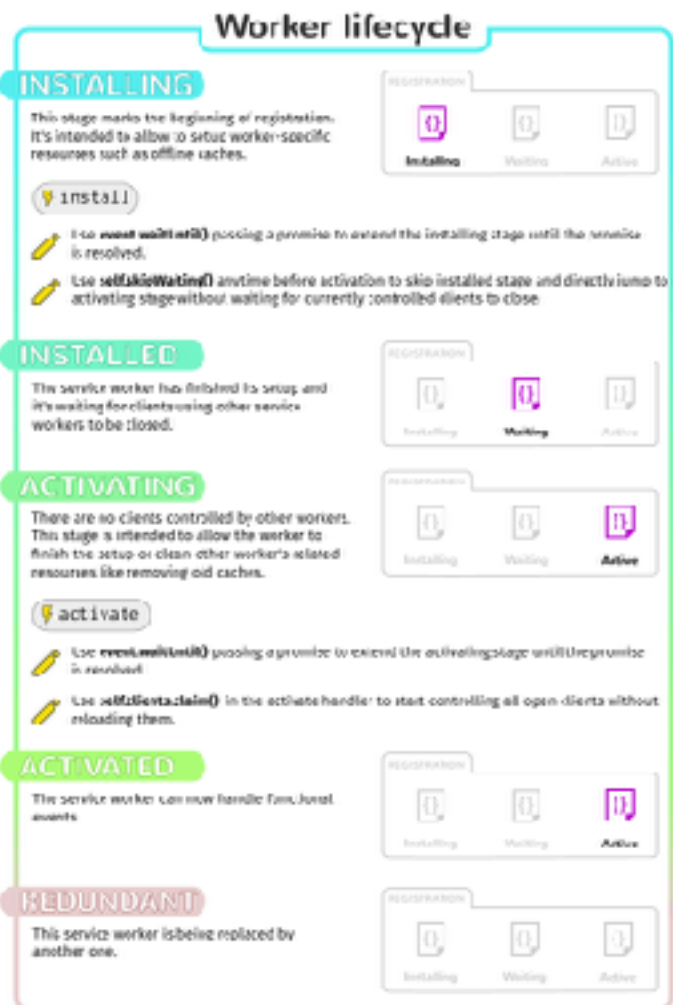 Worker lifecycle
INSTALLING
This stage marks the beginning of registration.
It's intended to allow to setup worker-specific
resources such as offline caches.
REGISTRATION
{}
{}
{}
Installing
Waiting
Active
install
Use event.waitUntil() passing a promise to extend the installing stage until the promise
is resolved.
Use self.skipWaiting() anytime before activation to skip installed stage and directly jump to
activating stage without waiting for currently controlled clients to close
INSTALLED
The service worker has finished its setup and
it's waiting for clients using other service
workers to be closed.
REGISTRATION
{}
{}
{}
Installing
Waiting
Active
ACTIVATING
There are no clients controlled by other workers.
This stage is intended to allow the worker to
finish the setup or clean other worker's related
resources like removing old caches.
REGISTRATION
{}
{}
{}
Installing
Waiting
Active
activate
Use event.waitUntil() passing a promise to extend the activating stage until the promise
is resolved
Use self.clients.claim() in the activate handler to start controlling all open clients without
reloading them.
ACTIVATED
The service worker can now handle functional
events
REGISTRATION
{}
{}
{}
Installing
Waiting
Active
REDUNDANT
This service worker is being replaced by
another one.
REGISTRATION
{}
{}
{}
Installing
Waiting
Active